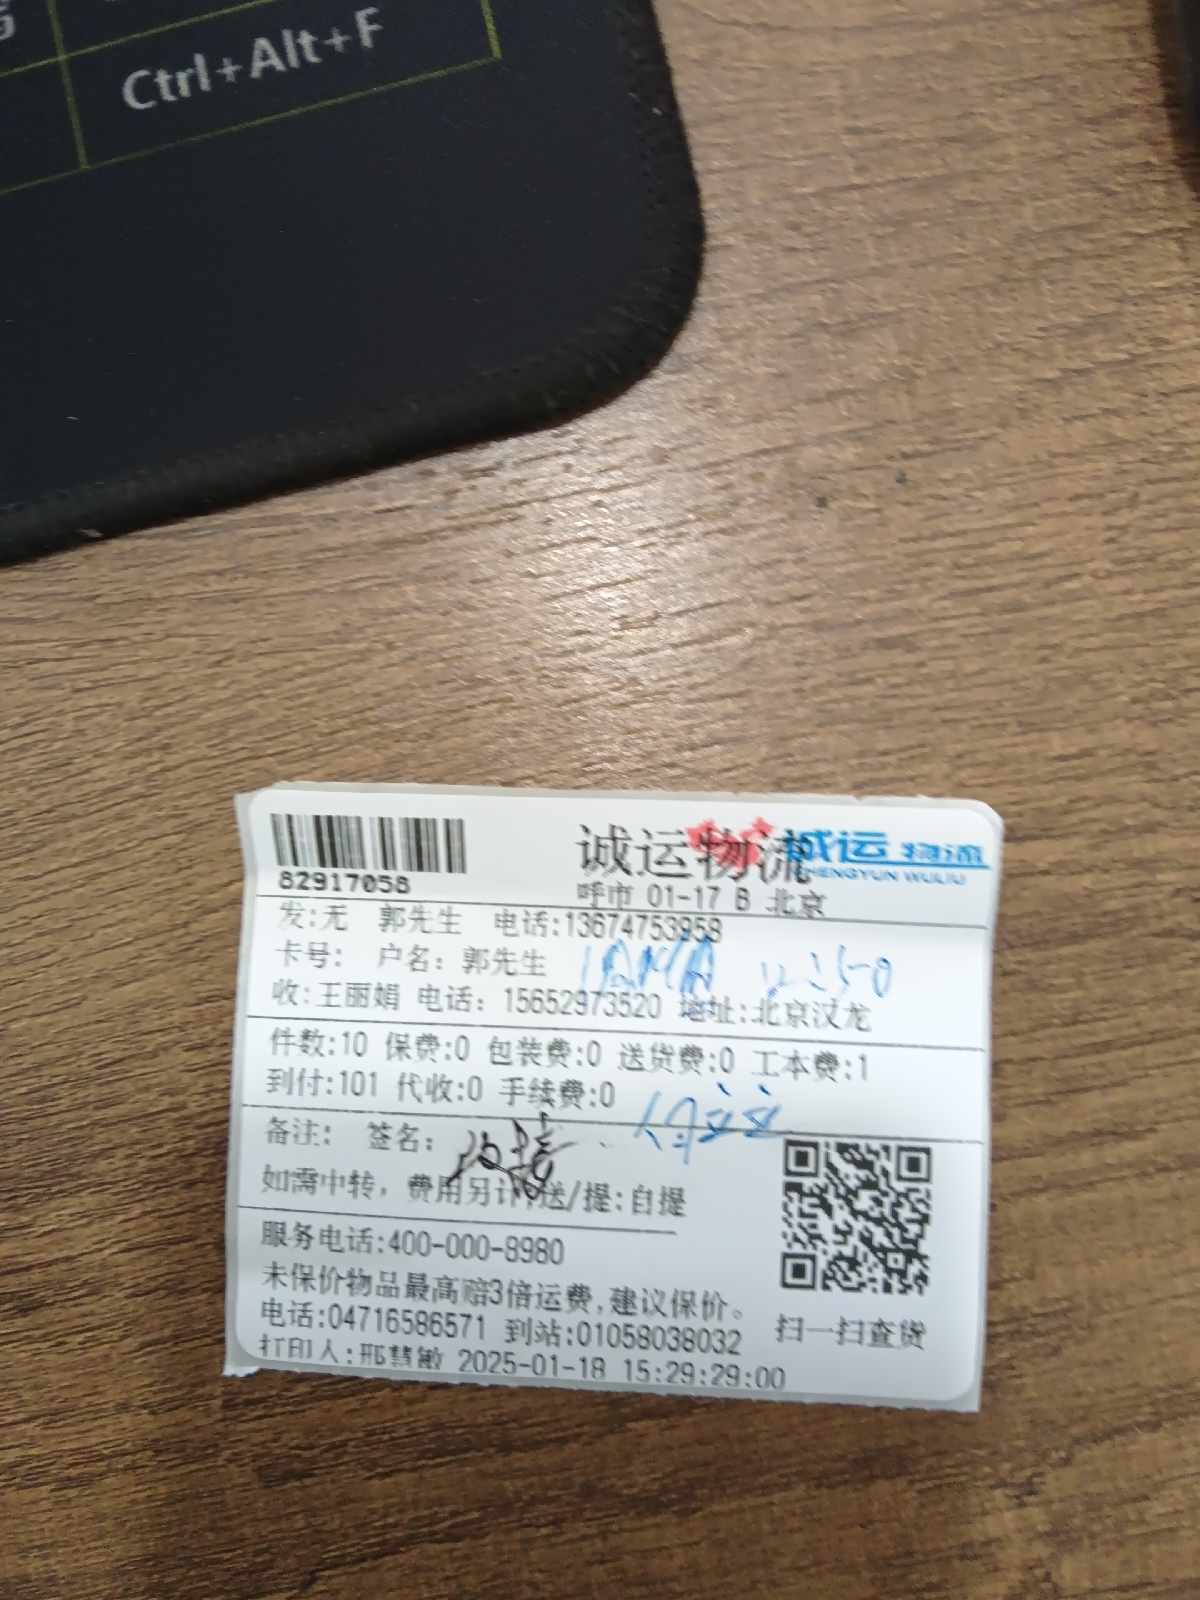 Ctrl+Alt+F
诚运物流 诚运物流
CHENGYUN WULIU
82917058
呼市 01-17 B 北京
发:无 郭先生 电话:13674753958
卡号: 户名: 郭先生
收:王丽娟 电话: 15652973520 地址:北京汉龙
件数:10 保费:0 包装费:0 送货费:0 工本费:1
到付:101 代收:0 手续费:0
备注: 签名:
如需中转, 费用另计,送/提:自提
服务电话:400-000-8980
未保价物品最高赔3倍运费,建议保价。
电话:04716586571 到站:01058038032
扫一扫查货
打印人:邢慧敏 2025-01-18 15:29:29:00